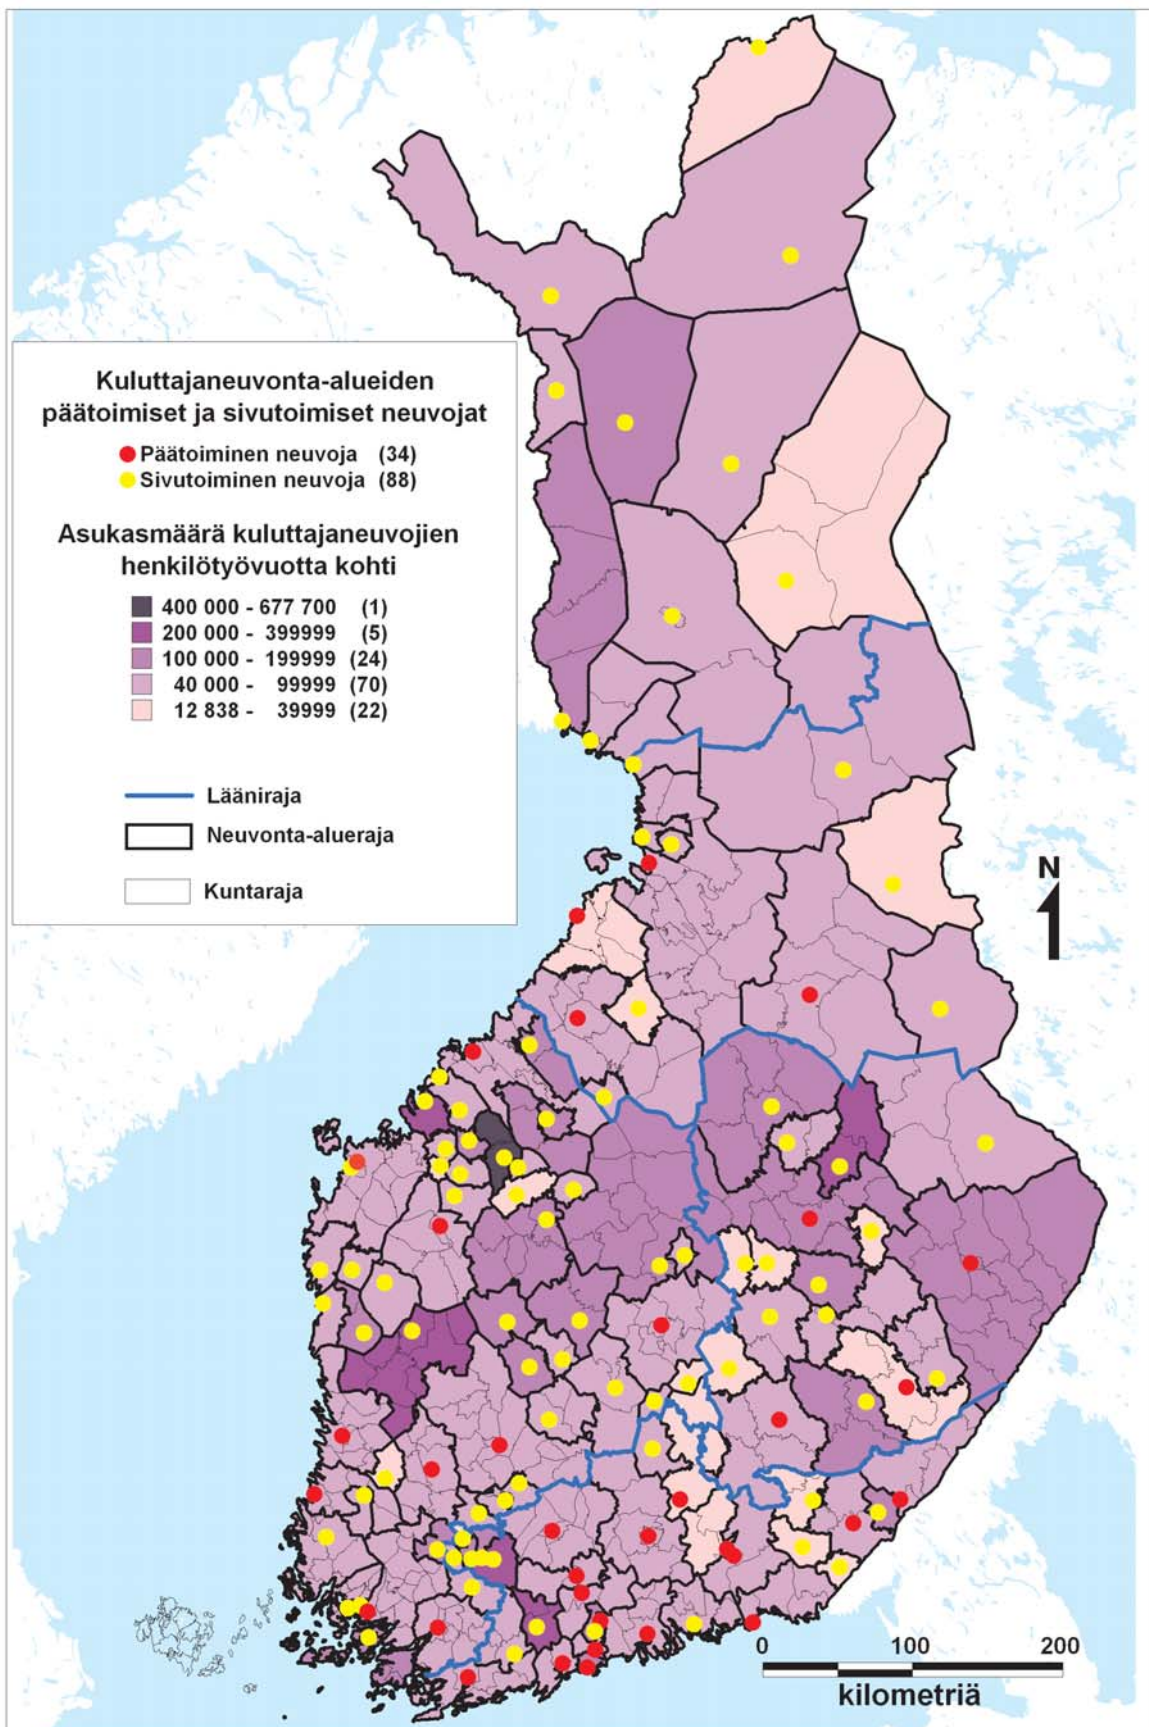 Kuluttajaneuvonta-alueiden
päätoimiset ja sivutoimiset neuvojat
Päätoiminen neuvoja (34)
Sivutoiminen neuvoja (88)
Asukasmäärä kuluttajaneuvojien
henkilötyövuotta kohti
400 000 - 677 700 (1)
200 000 - 399999 (5)
100 000 - 199999 (24)
40 000 - 99999 (70)
12 838 - 39999 (22)
Lääniraja
Neuvonta-alueraja
Kuntaraja
N
0 100 200
kilometriä